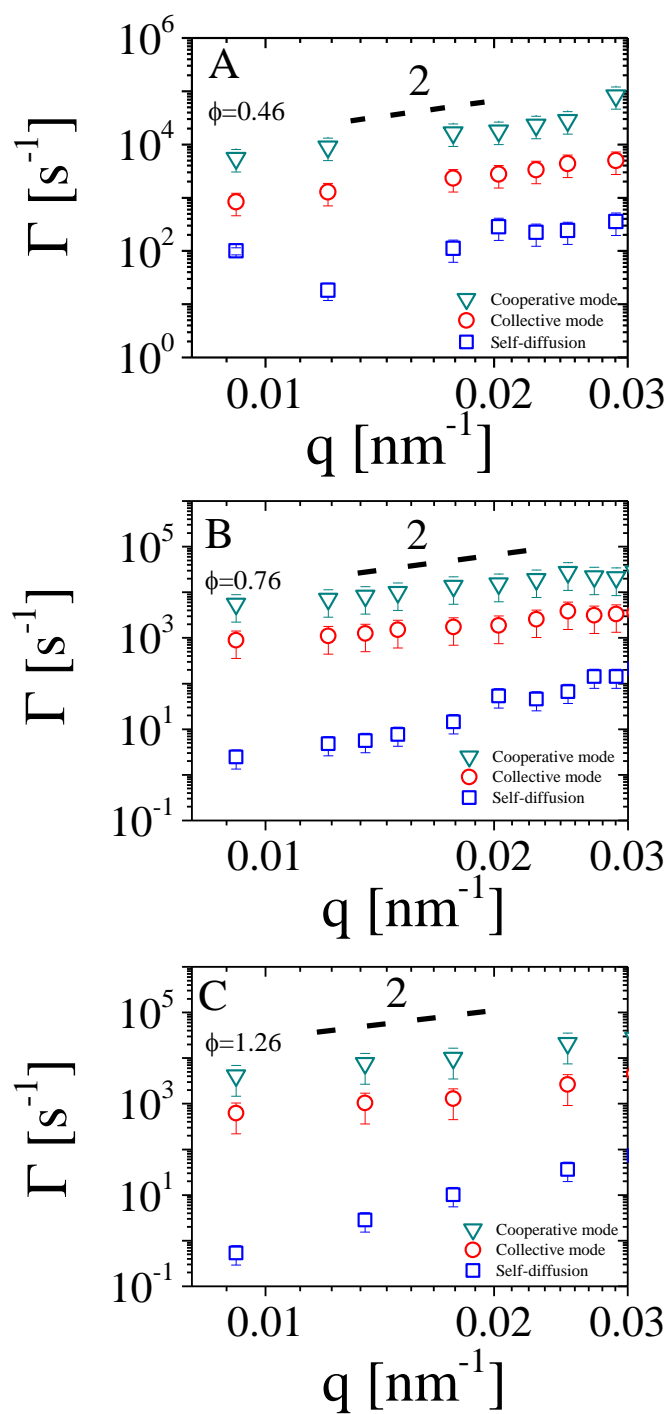 A
2
ϕ=0.46
10^6
10^4
10^2
10^0
Γ [s^-1]
Cooperative mode
Collective mode
Self-diffusion
0.01 0.02 0.03
q [nm^-1]
B
2
ϕ=0.76
10^5
10^3
10^1
10^-1
Γ [s^-1]
Cooperative mode
Collective mode
Self-diffusion
0.01 0.02 0.03
q [nm^-1]
C
2
ϕ=1.26
10^5
10^3
10^1
10^-1
Γ [s^-1]
Cooperative mode
Collective mode
Self-diffusion
0.01 0.02 0.03
q [nm^-1]